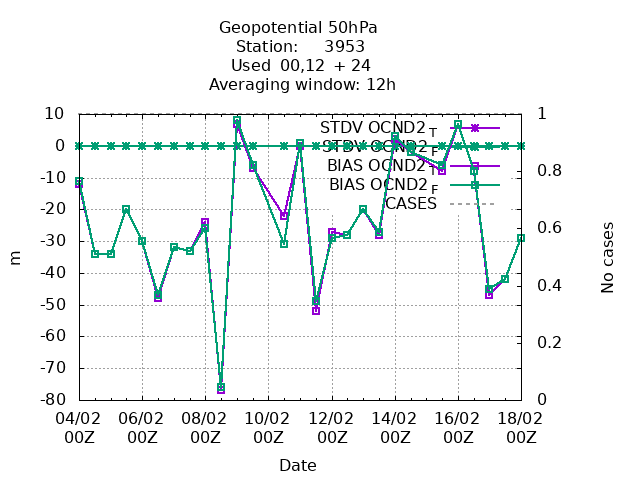 Geopotential 50hPa
Station: 3953
Used 00,12 + 24
Averaging window: 12h
10
0
-10
-20
-30
-40
-50
-60
-70
-80
m
1
0.8
0.6
0.4
0.2
0
No cases
STDV OCND2 T
STDV OCND2 F
BIAS OCND2 T
BIAS OCND2 F
CASES
04/02 06/02 08/02 10/02 12/02 14/02 16/02 18/02
00Z 00Z 00Z 00Z 00Z 00Z 00Z 00Z
Date